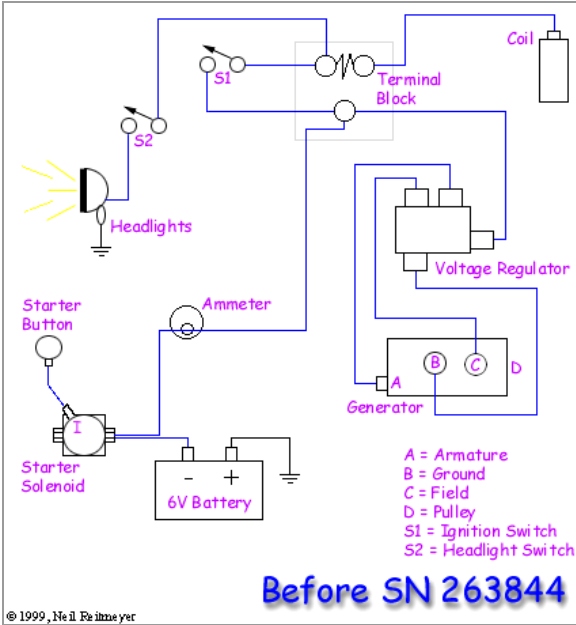 Coil
S1
Terminal
Block
S2
Headlights
Voltage Regulator
Starter
Button
Ammeter
B
C
D
A
Generator
I
Starter
Solenoid
- +
6V Battery
A = Armature
B = Ground
C = Field
D = Pulley
S1 = Ignition Switch
S2 = Headlight Switch
Before SN 263844
© 1999, Neil Reitmeyer